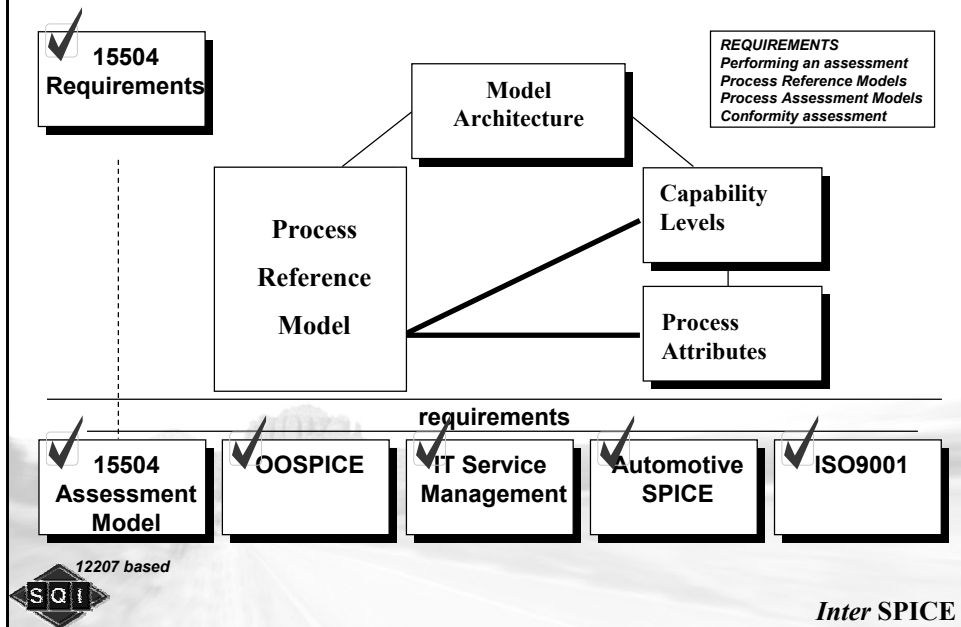 15504
Requirements
REQUIREMENTS
Performing an assessment
Process Reference Models
Process Assessment Models
Conformity assessment
Model
Architecture
Process
Reference
Model
Capability
Levels
Process
Attributes
requirements
15504
Assessment
Model
OOSPICE
IT Service
Management
Automotive
SPICE
ISO9001
12207 based
SQI
Inter SPICE